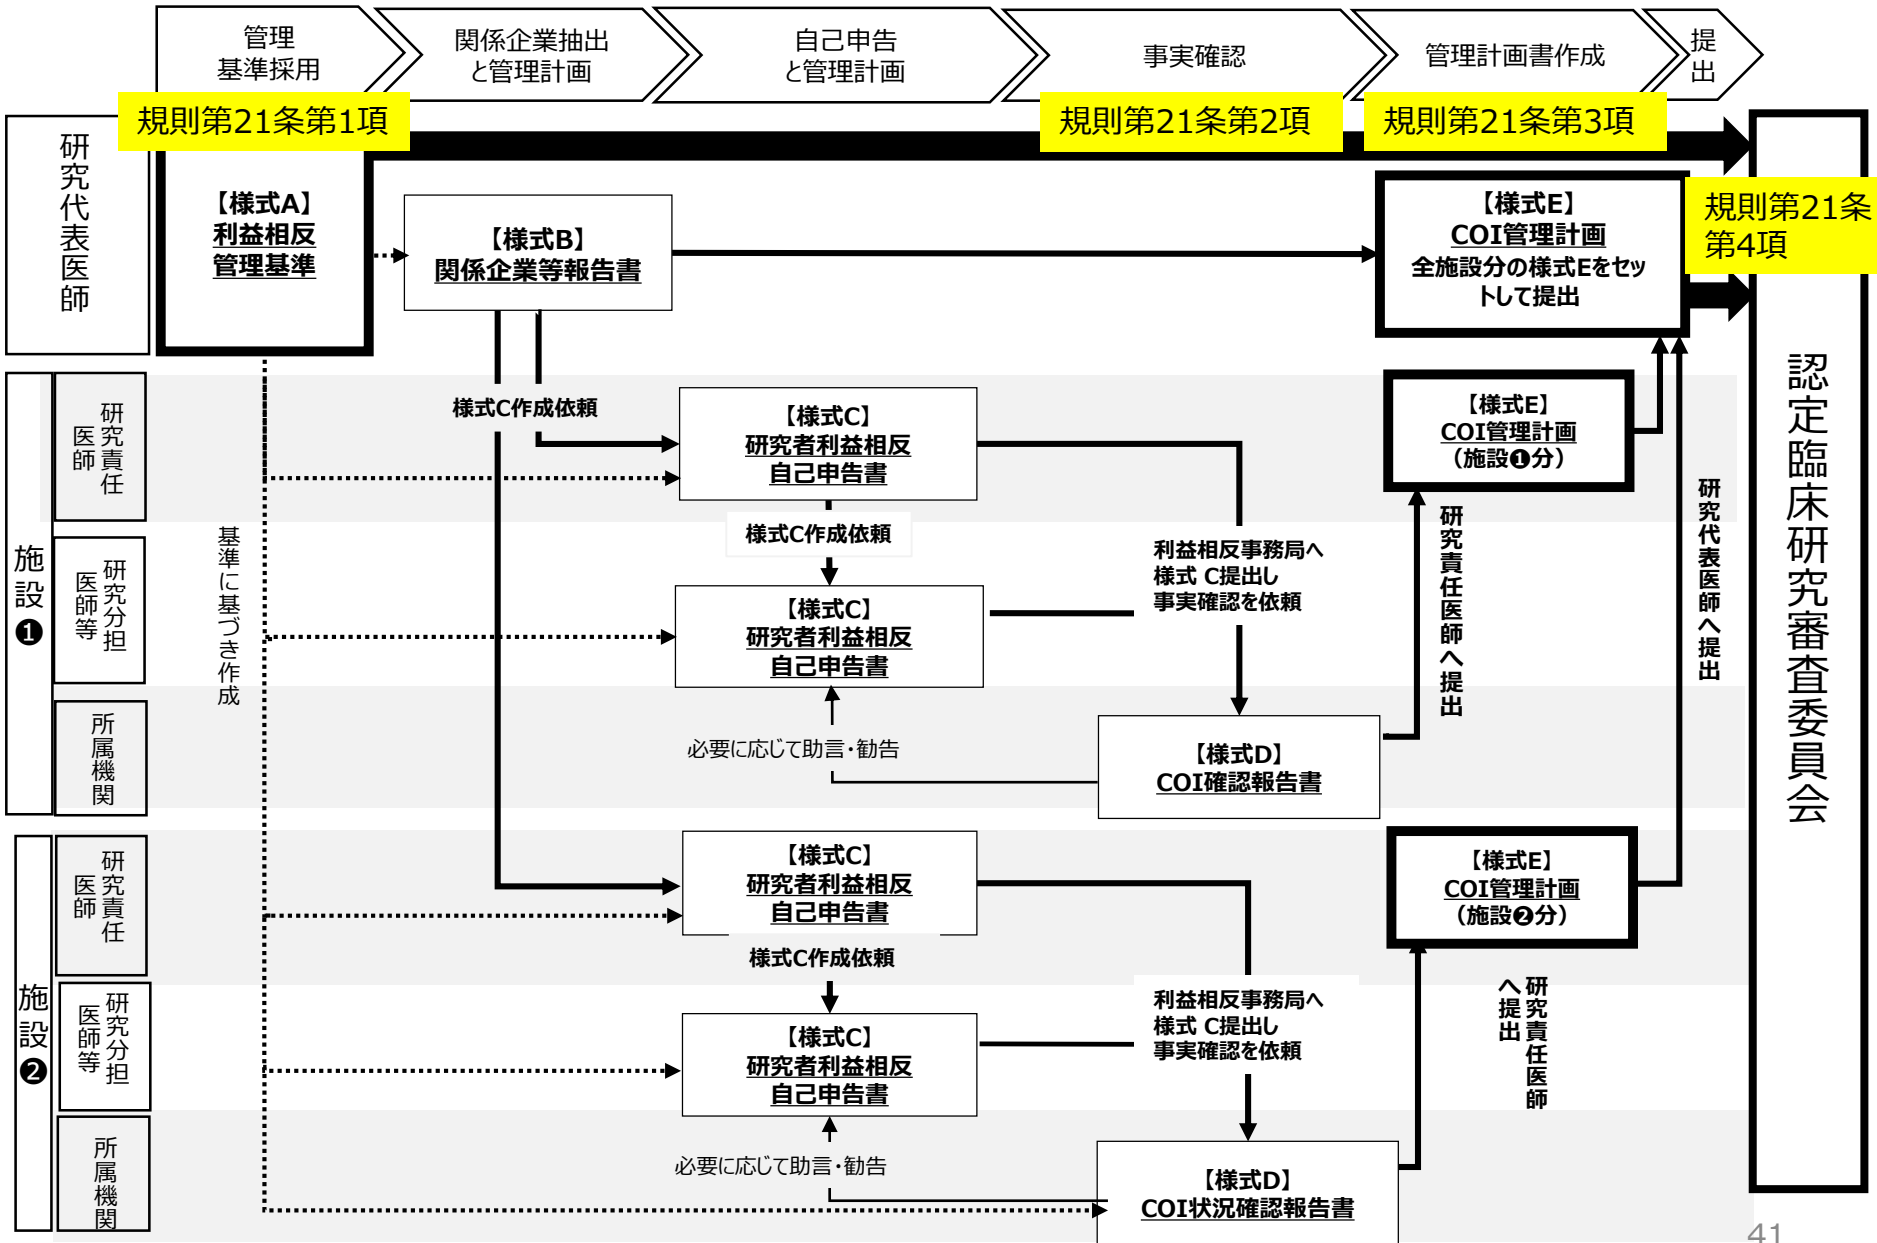 管理
基準採用
関係企業抽出
と管理計画
自己申告
と管理計画
事実確認
管理計画書作成
提
出
規則第21条第1項
規則第21条第2項
規則第21条第3項
規則第21条
第4項
研究代表医師
【様式A】
利益相反
管理基準
【様式B】
関係企業等報告書
【様式E】
COI管理計画
全施設分の様式Eをセッ
トして提出
認定臨床研究審査委員会
施設❶
研究責任
医師
様式C作成依頼
【様式C】
研究者利益相反
自己申告書
【様式E】
COI管理計画
（施設❶分）
基準に基づき作成
様式C作成依頼
利益相反事務局へ
様式 C提出し
事実確認を依頼
研究責任医師へ提出
研究代表医師へ提出
研究分担
医師等
【様式C】
研究者利益相反
自己申告書
所属機関
必要に応じて助言・勧告
【様式D】
COI確認報告書
施設❷
研究責任
医師
【様式C】
研究者利益相反
自己申告書
【様式E】
COI管理計画
（施設❷分）
様式C作成依頼
利益相反事務局へ
様式 C提出し
事実確認を依頼
研究責任医師
へ提出
研究分担
医師等
【様式C】
研究者利益相反
自己申告書
所属機関
必要に応じて助言・勧告
【様式D】
COI状況確認報告書
41